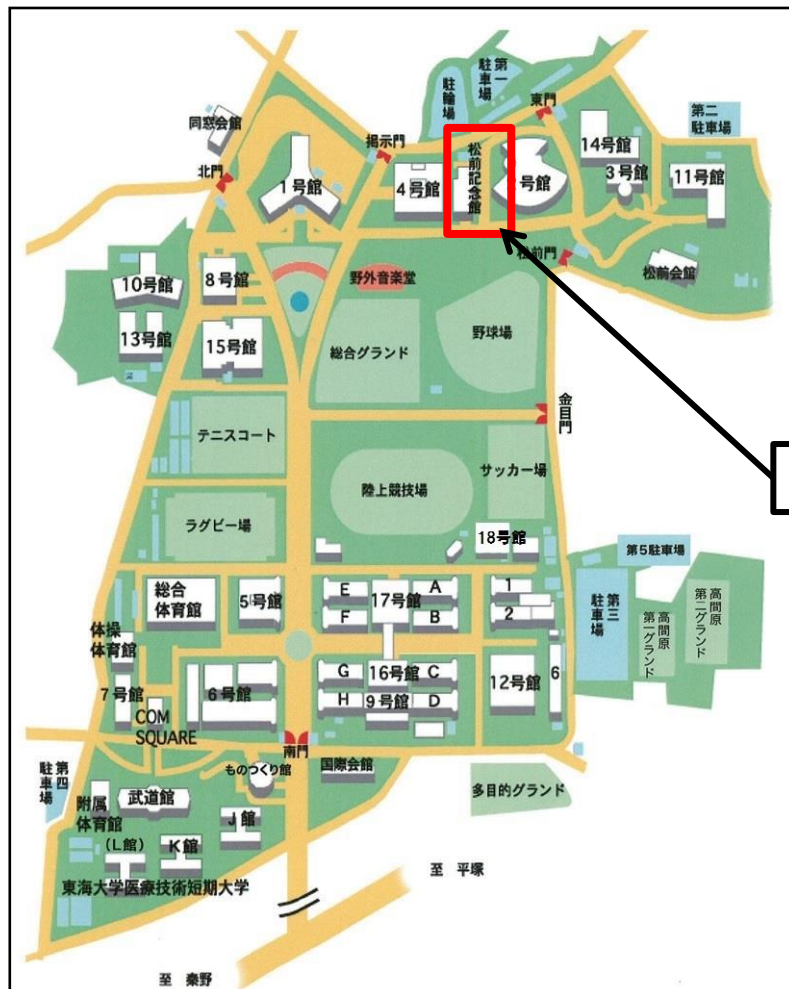 駐輪場
第一
駐車場
東門
同窓会館
掲示門
松前記念館
14号館
第二
駐車場
北門
1号館
4号館
号館
3号館
11号館
松前門
松前会館
10号館
8号館
野外音楽堂
13号館
15号館
総合グランド
野球場
金目門
テニスコート
サッカー場
陸上競技場
ラグビー場
18号館
第5駐車場
総合
体育館
5号館
E
F
17号館
A
B
1
2
第三
駐車場
高間原
第一グランド
高間原
第二グランド
体操
体育館
7号館
COM
SQUARE
6号館
G
H
16号館
9号館
C
D
12号館
6
南門
ものつくり館
国際会館
多目的グランド
第四
駐車場
武道館
附属
体育館
(L館)
J館
K館
東海大学医療技術短期大学
至 平塚
至 秦野